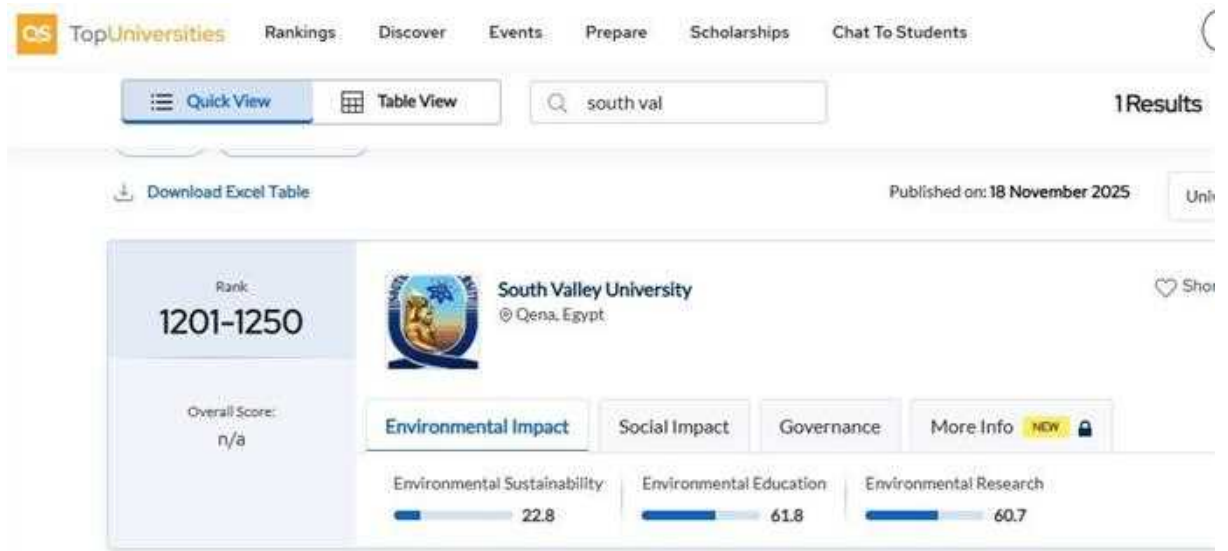 QS TopUniversities Rankings Discover Events Prepare Scholarships Chat To Students
Quick View Table View south val 1 Results
Download Excel Table Published on: 18 November 2025
Rank
1201-1250
South Valley University
Qena, Egypt
Overall Score:
n/a
Environmental Impact Social Impact Governance More Info NEW
Environmental Sustainability Environmental Education Environmental Research
22.8 61.8 60.7